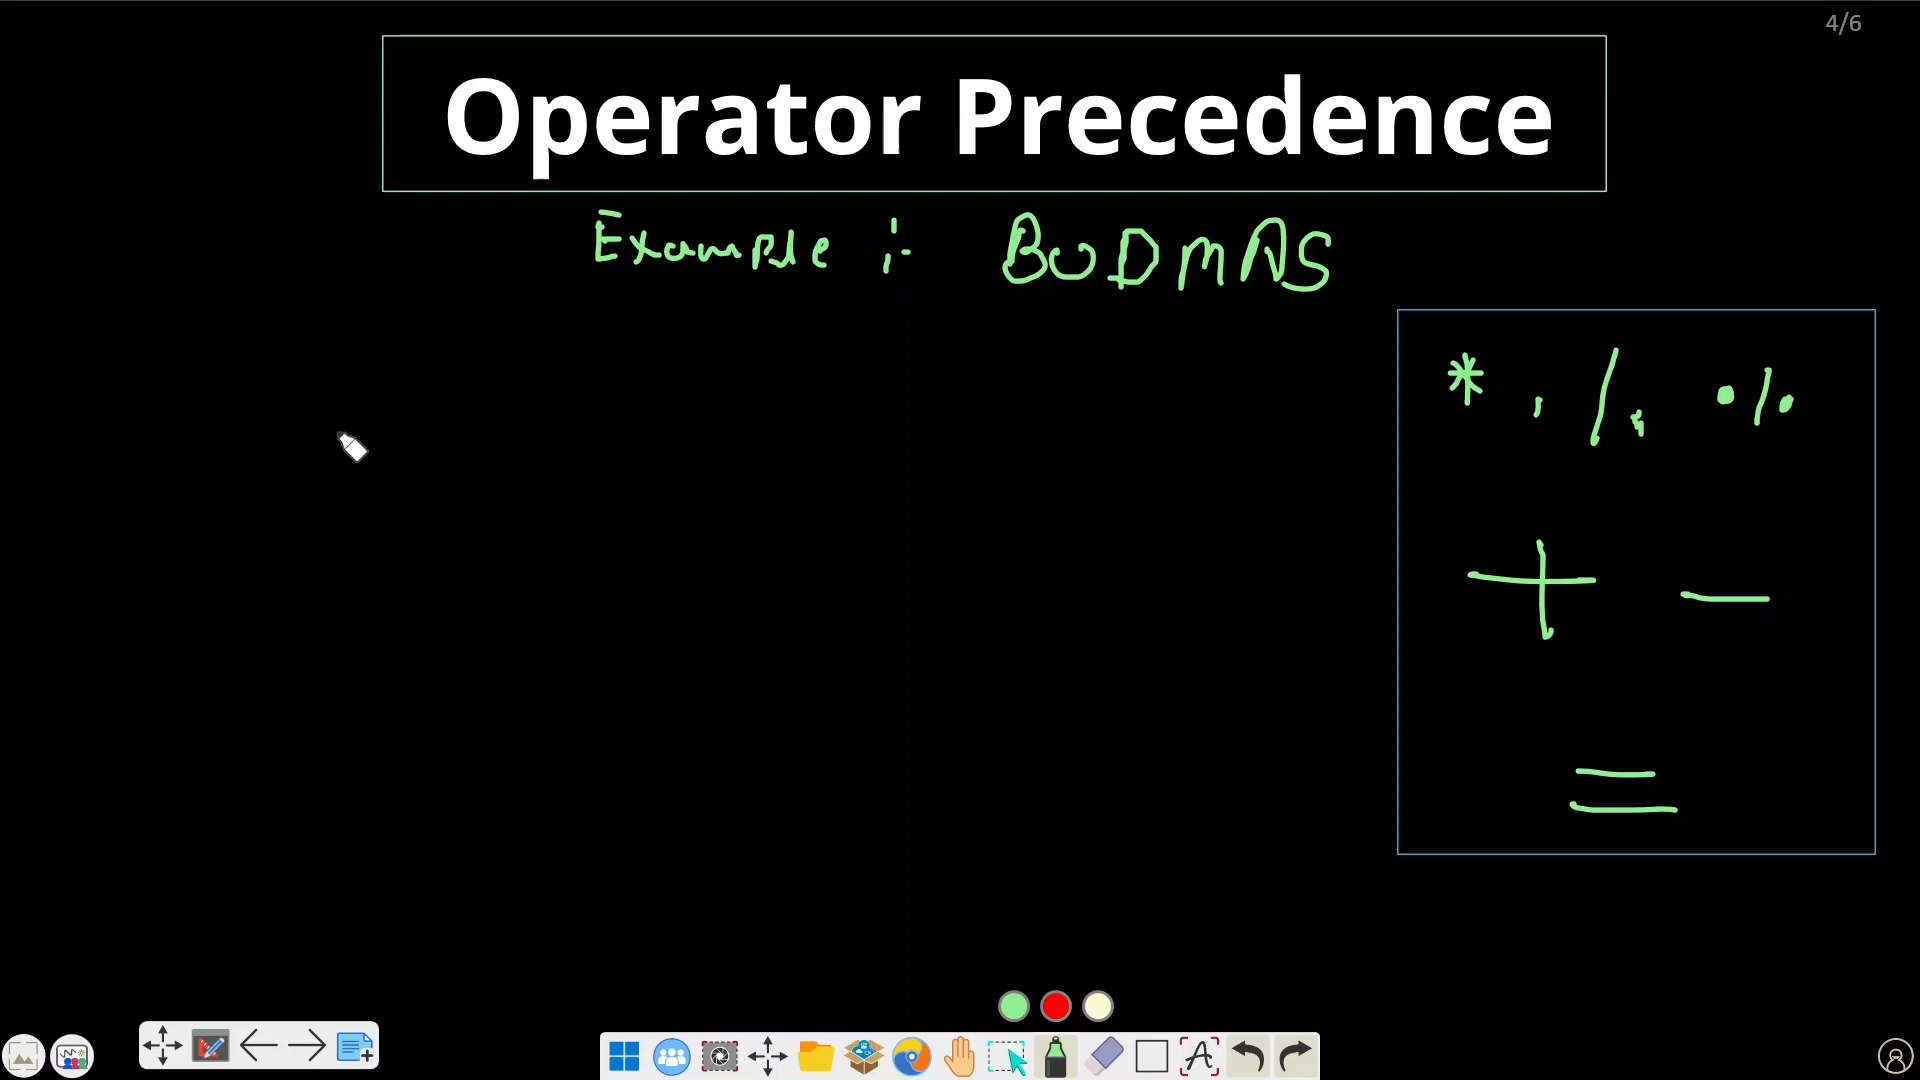 4/6
Operator Precedence
Example :- BODMAS
* , / , %
+ -
=